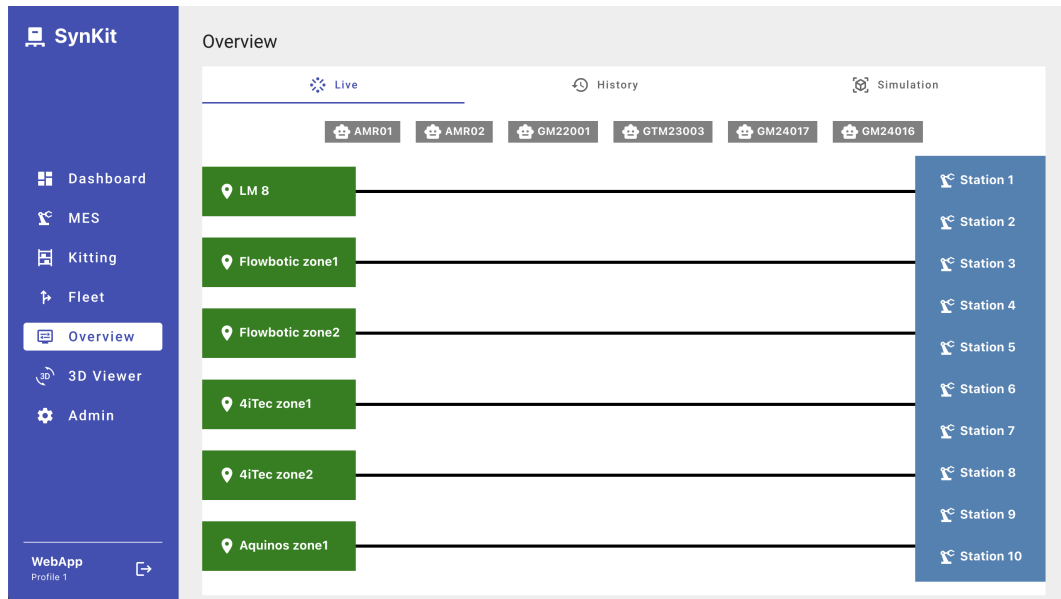 SynKit
Dashboard
MES
Kitting
Fleet
Overview
3D
3D Viewer
Admin
WebApp
Profile 1
Overview
Live
History
Simulation
AMR01
AMR02
GM22001
GTM23003
GM24017
GM24016
LM 8
Flowbotic zone1
Flowbotic zone2
4iTec zone1
4iTec zone2
Aquinos zone1
Station 1
Station 2
Station 3
Station 4
Station 5
Station 6
Station 7
Station 8
Station 9
Station 10